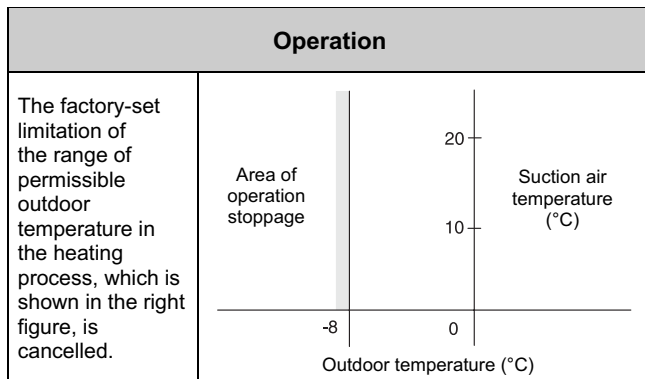 Operation
The factory-set
limitation of
the range of
permissible
outdoor
temperature in
the heating
process, which is
shown in the right
figure, is
cancelled.
Area of
operation
stoppage
20
10
Suction air
temperature
(°C)
-8
0
Outdoor temperature (°C)